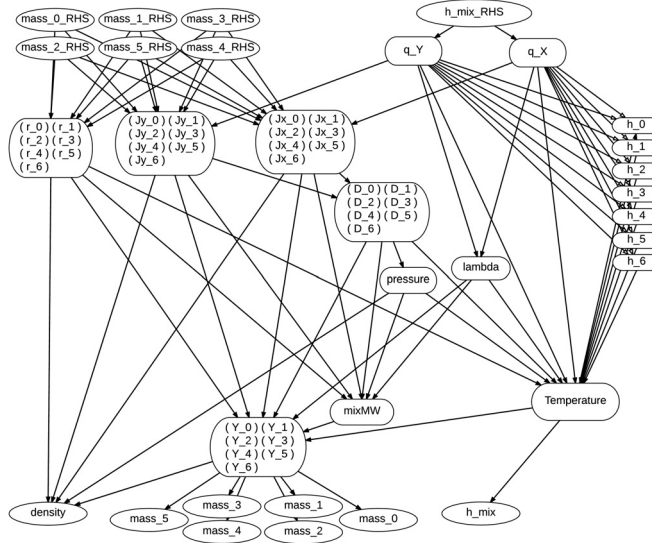 mass_0_RHS mass_1_RHS mass_3_RHS
h_mix_RHS
mass_2_RHS mass_5_RHS mass_4_RHS
q_Y q_X
( r_0 ) ( r_1 )
( r_2 ) ( r_3 )
( r_4 ) ( r_5 )
( r_6 )
( Jy_0 ) ( Jy_1 )
( Jy_2 ) ( Jy_3 )
( Jy_4 ) ( Jy_5 )
( Jy_6 )
( Jx_0 ) ( Jx_1 )
( Jx_2 ) ( Jx_3 )
( Jx_4 ) ( Jx_5 )
( Jx_6 )
h_0
h_1
h_2
h_3
h_4
h_5
h_6
( D_0 ) ( D_1 )
( D_2 ) ( D_3 )
( D_4 ) ( D_5 )
( D_6 )
lambda
pressure
Temperature
mixMW
( Y_0 ) ( Y_1 )
( Y_2 ) ( Y_3 )
( Y_4 ) ( Y_5 )
( Y_6 )
density
mass_5
mass_3
mass_1
mass_0
mass_4
mass_2
h_mix